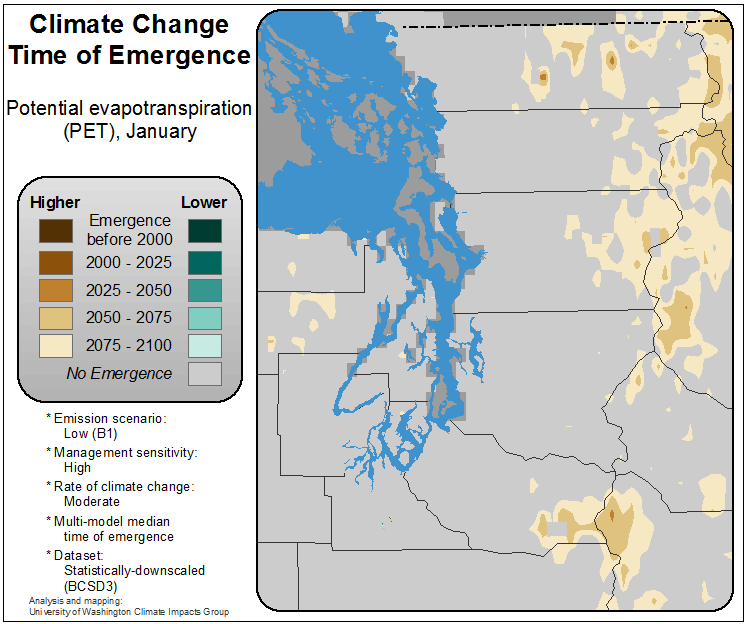 Climate Change
Time of Emergence
Potential evapotranspiration
(PET), January
Higher Lower
Emergence
before 2000
2000 - 2025
2025 - 2050
2050 - 2075
2075 - 2100
No Emergence
* Emission scenario:
Low (B1)
* Management sensitivity:
High
* Rate of climate change:
Moderate
* Multi-model median
time of emergence
* Dataset:
Statistically-downscaled
(BCSD3)
Analysis and mapping:
University of Washington Climate Impacts Group